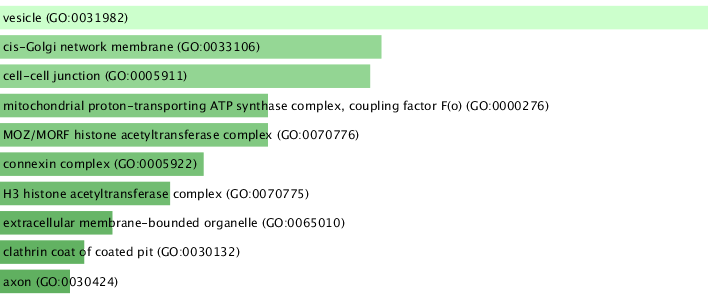 vesicle (GO:0031982)
cis-Golgi network membrane (GO:0033106)
cell-cell junction (GO:0005911)
mitochondrial proton-transporting ATP synthase complex, coupling factor F(o) (GO:0000276)
MOZ/MORF histone acetyltransferase complex (GO:0070776)
connexin complex (GO:0005922)
H3 histone acetyltransferase complex (GO:0070775)
extracellular membrane-bounded organelle (GO:0065010)
clathrin coat of coated pit (GO:0030132)
axon (GO:0030424)